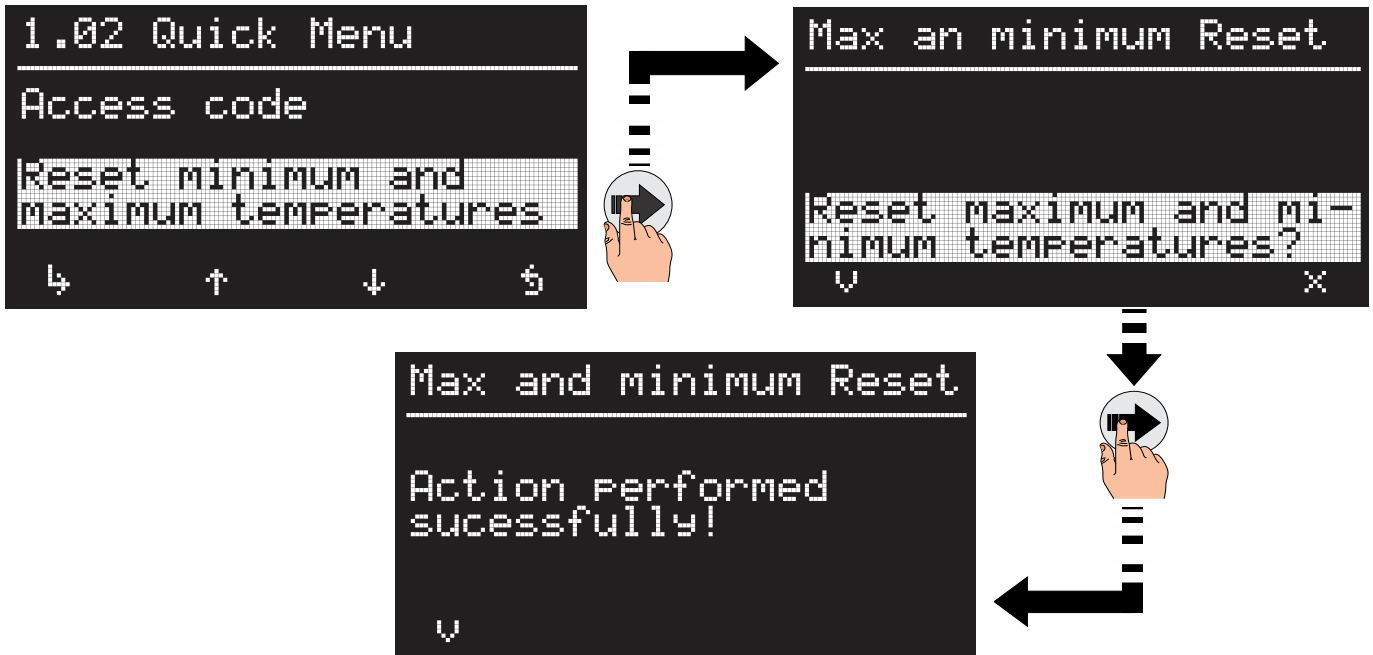 1.02 Quick Menu
Access code
Reset minimum and
maximum temperatures
Max an minimum Reset
Reset maximum and mi-
nimum temperatures?
V X
Max and minimum Reset
Action performed
sucessfully!
V